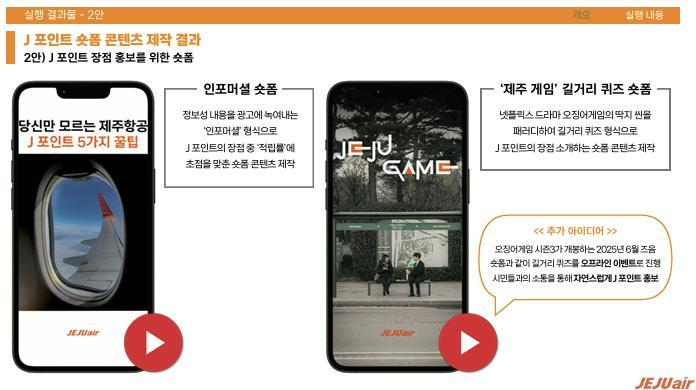 실행 결과물 - 2안
개요
실행 내용
J 포인트 숏폼 콘텐츠 제작 결과
2안) J 포인트 장점 홍보를 위한 숏폼
당신만 모르는 제주항공
J 포인트 5가지 꿀팁
JEJUair
인포머셜 숏폼
정보성 내용을 광고에 녹여내는
‘인포머셜’ 형식으로
J 포인트의 장점 중 ‘적립률’에
초점을 맞춘 숏폼 콘텐츠 제작
JEJU
GAME
JEJUair
‘제주 게임’ 길거리 퀴즈 숏폼
넷플릭스 드라마 오징어게임의 딱지 씬을
패러디하여 길거리 퀴즈 형식으로
J 포인트의 장점 소개하는 숏폼 콘텐츠 제작
<< 추가 아이디어 >>
오징어게임 시즌3가 개봉하는 2025년 6월 즈음
숏폼과 같이 길거리 퀴즈를 오프라인 이벤트로 진행
시민들과의 소통을 통해 자연스럽게 J 포인트 홍보
JEJUair